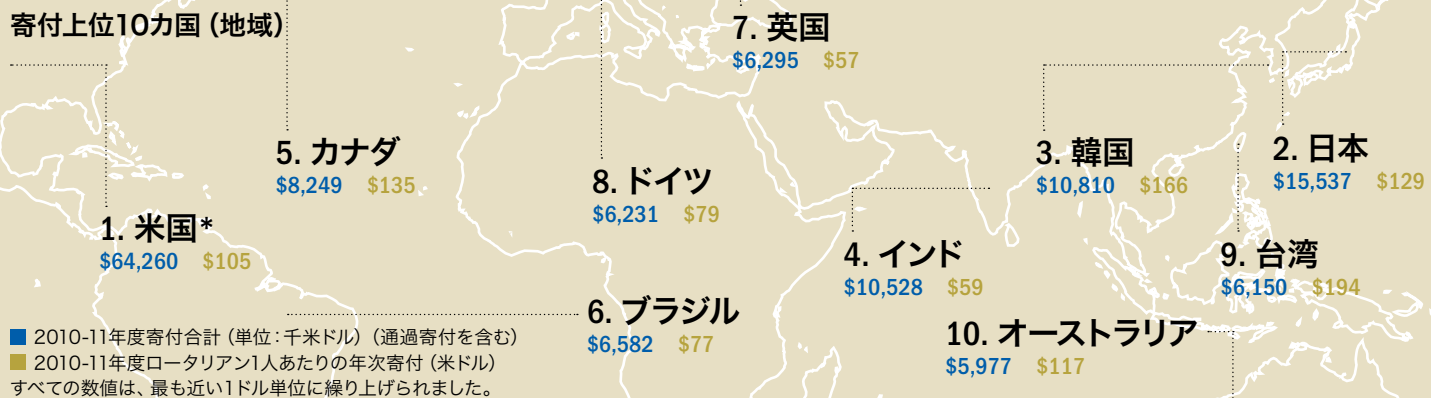 寄付上位10カ国（地域）
1. 米国*
$64,260 $105
2. 日本
$15,537 $129
3. 韓国
$10,810 $166
4. インド
$10,528 $59
5. カナダ
$8,249 $135
6. ブラジル
$6,582 $77
7. 英国
$6,295 $57
8. ドイツ
$6,231 $79
9. 台湾
$6,150 $194
10. オーストラリア
$5,977 $117
2010-11年度寄付合計（単位：千米ドル）（通過寄付を含む）
2010-11年度ロータリアン1人あたりの年次寄付（米ドル）
すべての数値は、最も近い1ドル単位に繰り上げられました。